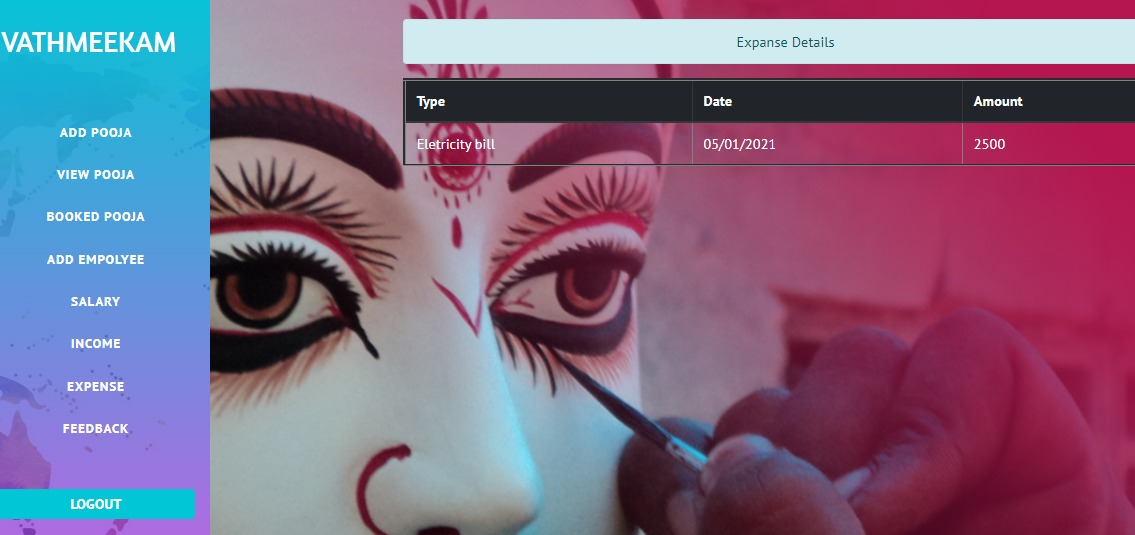 VATHMEEKAM
ADD POOJA
VIEW POOJA
BOOKED POOJA
ADD EMPOLYEE
SALARY
INCOME
EXPENSE
FEEDBACK
LOGOUT
Expanse Details
Type Date Amount
Eletricity bill 05/01/2021 2500